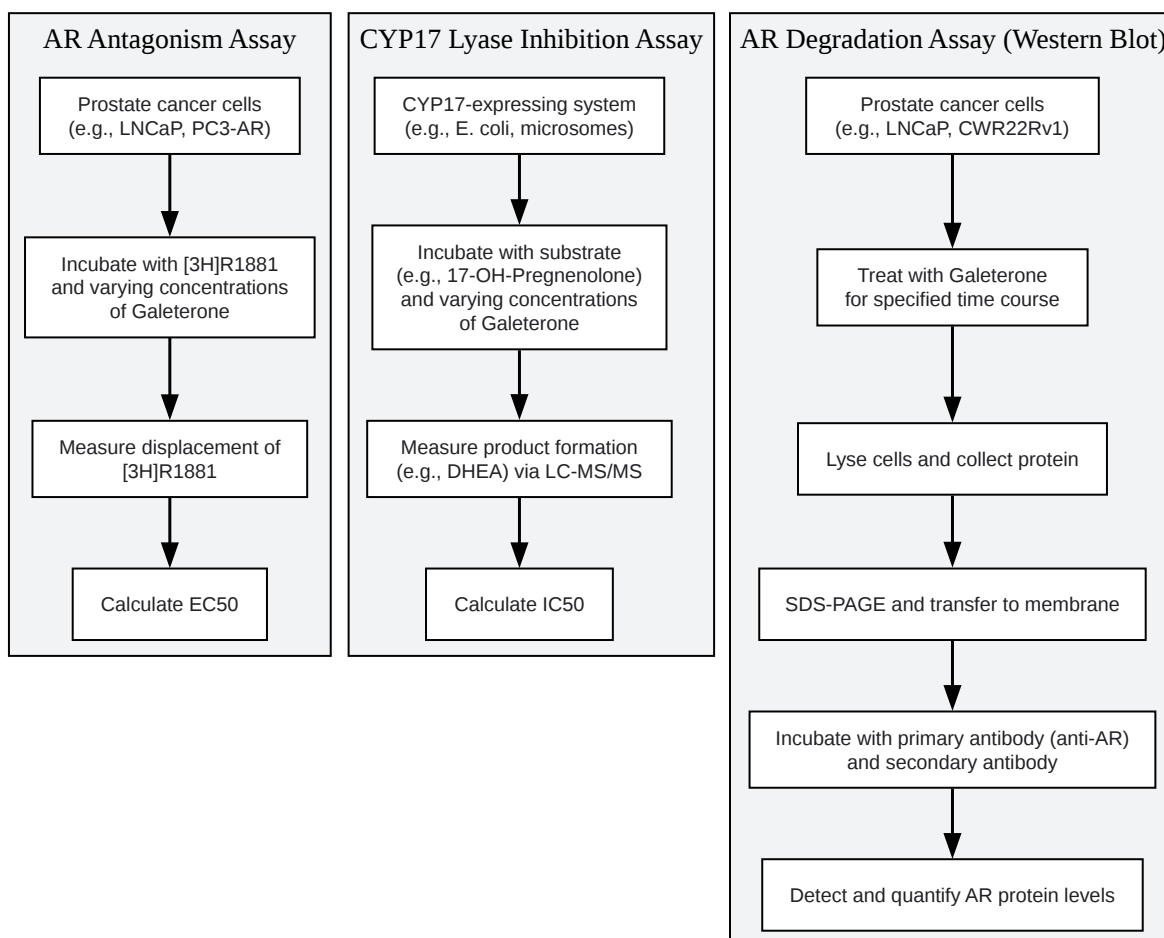 AR Antagonism Assay
Prostate cancer cells
(e.g., LNCaP, PC3-AR)
Incubate with [3H]R1881
and varying concentrations
of Galeterone
Measure displacement of
[3H]R1881
Calculate EC50
CYP17 Lyase Inhibition Assay
CYP17-expressing system
(e.g., E. coli, microsomes)
Incubate with substrate
(e.g., 17-OH-Pregnenolone)
and varying concentrations
of Galeterone
Measure product formation
(e.g., DHEA) via LC-MS/MS
Calculate IC50
AR Degradation Assay (Western Blot)
Prostate cancer cells
(e.g., LNCaP, CWR22Rv1)
Treat with Galeterone
for specified time course
Lyse cells and collect protein
SDS-PAGE and transfer to membrane
Incubate with primary antibody (anti-AR)
and secondary antibody
Detect and quantify AR protein levels